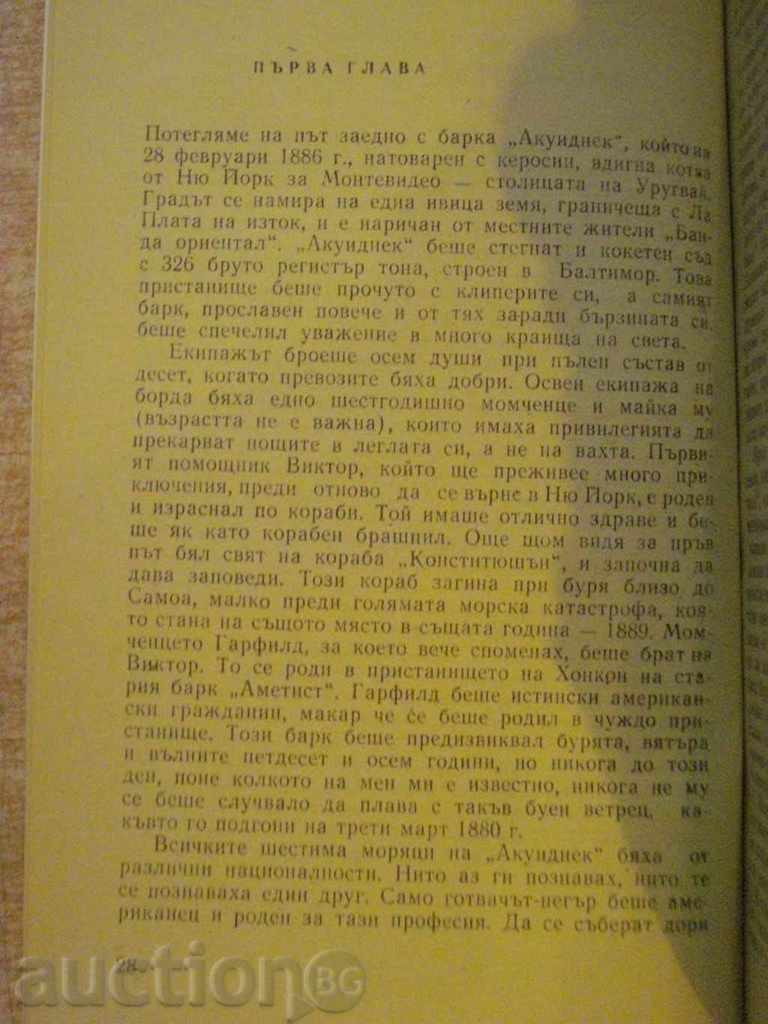 ПЪРВА ГЛАВА
Потегляме на път заедно с барка „Акуиднек“, който на
28 февруари 1886 г., натоварен с керосин, вдигна котва
от Ню Йорк за Монтевидео — столицата на Уругвай.
Градът се намира на една ивица земя, граничеща с Ла
Плата на изток, и е наричан от местните жители „Бан-
да ориентал“. „Акуиднек“ беше стегнат и кокетен съд
с 326 бруто регистър тона, строен в Балтимор. Това
пристанище беше прочуто с клиперите си, а самият
барк, прославен повече и от тях заради бързината си,
беше спечелил уважение в много краища на света.
Екипажът броеше осем души при пълен състав от
десет, когато превозите бяха добри. Освен екипажа на
борда бяха едно шестгодишно момченце и майка му
(възрастта не е важна), които имаха привилегията да
прекарват нощите в леглата си, а не на вахта. Първи-
ят помощник Виктор, който ще преживее много при-
ключения, преди отново да се върне в Ню Йорк, е роден
и израснал по кораби. Той имаше отлично здраве и бе-
ше як като корабен брашпил. Още щом видя за пръв
път бял свят на кораба „Конститюшън“, и започна да
дава заповеди. Този кораб загина при буря близо до
Самоа, малко преди голямата морска катастрофа, коя-
то стана на същото място в същата година — 1889. Мом-
ченцето Гарфилд, за което вече споменах, беше брат на
Виктор. То се роди в пристанището на Хонкри на ста-
рия барк „Аметист“. Гарфилд беше истински американ-
ски гражданин, макар че се беше родил в чуждо при-
станище. Този барк беше предизвиквал бурята, вятъра
и вълните петдесет и осем години, но никога до този
ден, поне колкото на мен ми е известно, никога не му
се беше случвало да плава с такъв буен ветрец, ка-
къвто го подгони на трети март 1880 г.
Всичките шестима моряци на „Акуиднек“ бяха от
различни националности. Нито аз ги познавах, нито те
се познаваха един друг. Само готвачът-негър беше аме-
риканец и роден за тази професия. Да се съберат дори
28
auctionBG